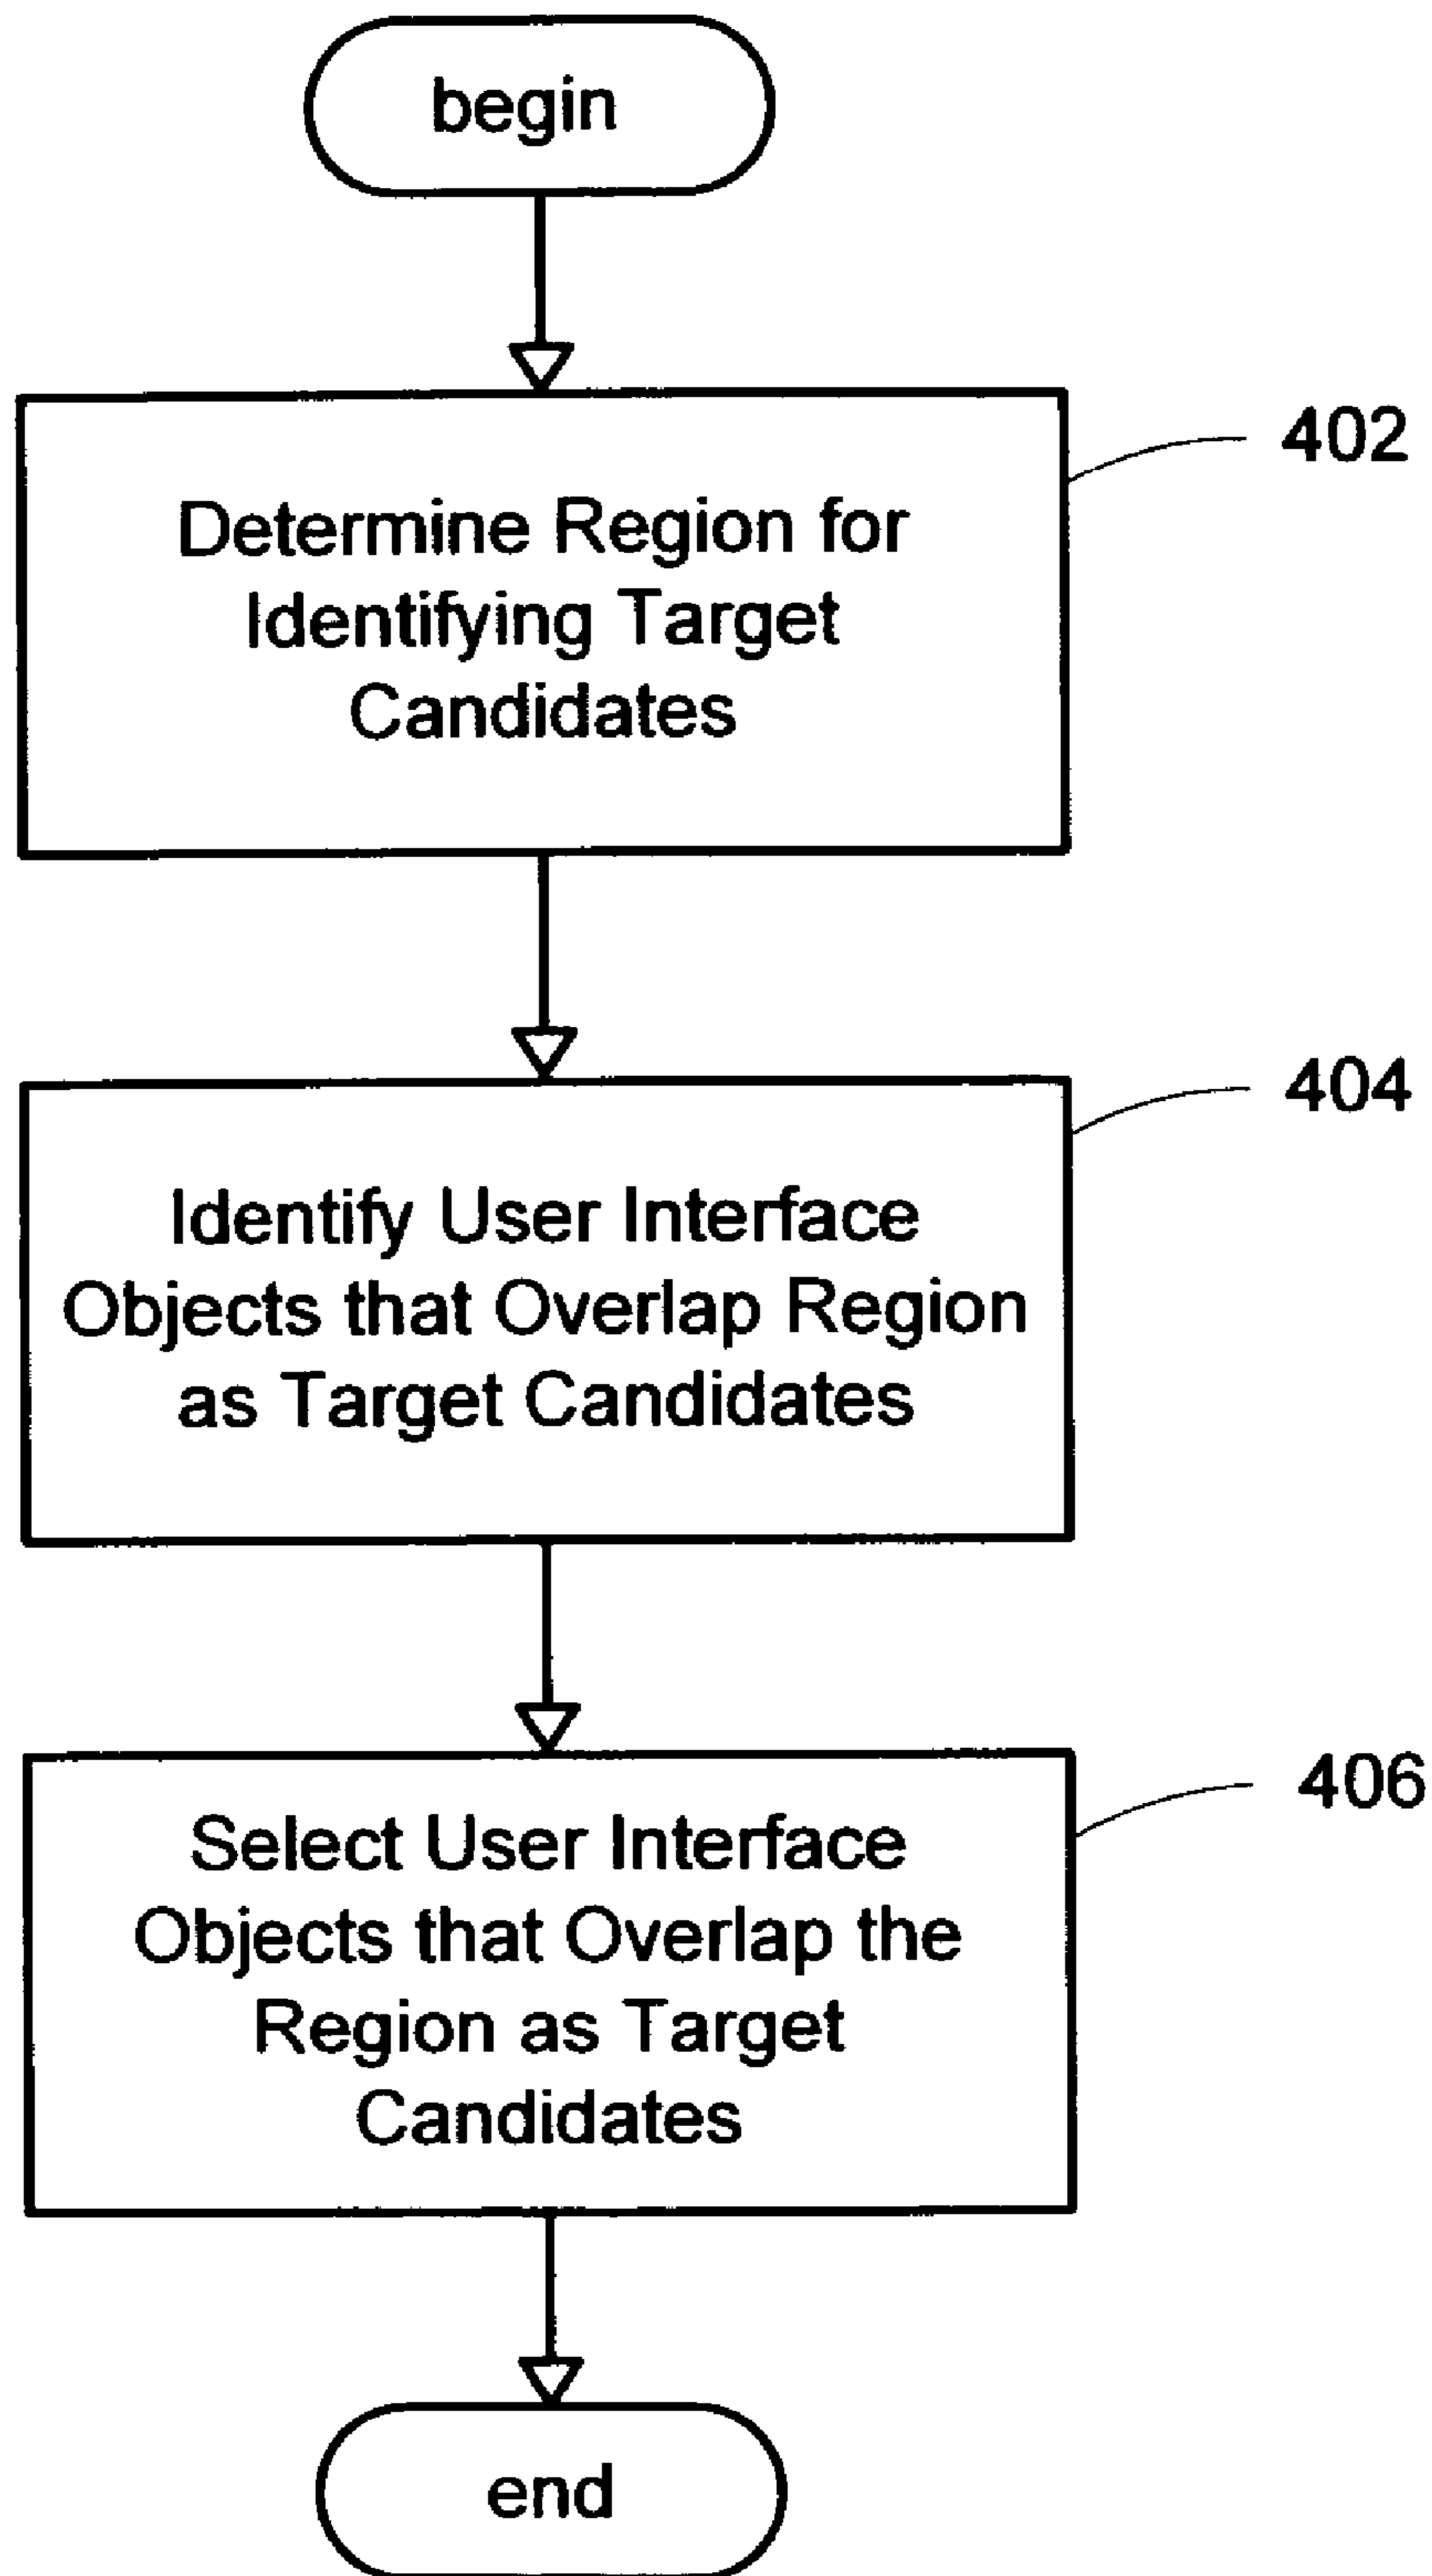 begin
402
Determine Region for
Identifying Target
Candidates
404
Identify User Interface
Objects that Overlap Region
as Target Candidates
406
Select User Interface
Objects that Overlap the
Region as Target
Candidates
end